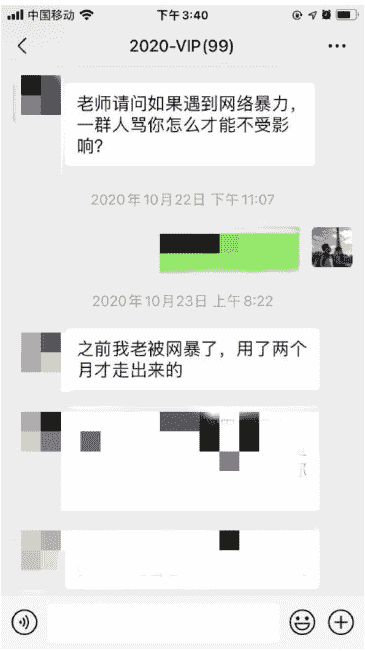 中国移动
下午3:40
2020-VIP(99)
老师请问如果遇到网络暴力，
一群人骂你怎么才能不受影
响？
2020年10月22日 下午11:07
2020年10月23日 上午8:22
之前我老被网暴了，用了两个
月才走出来的